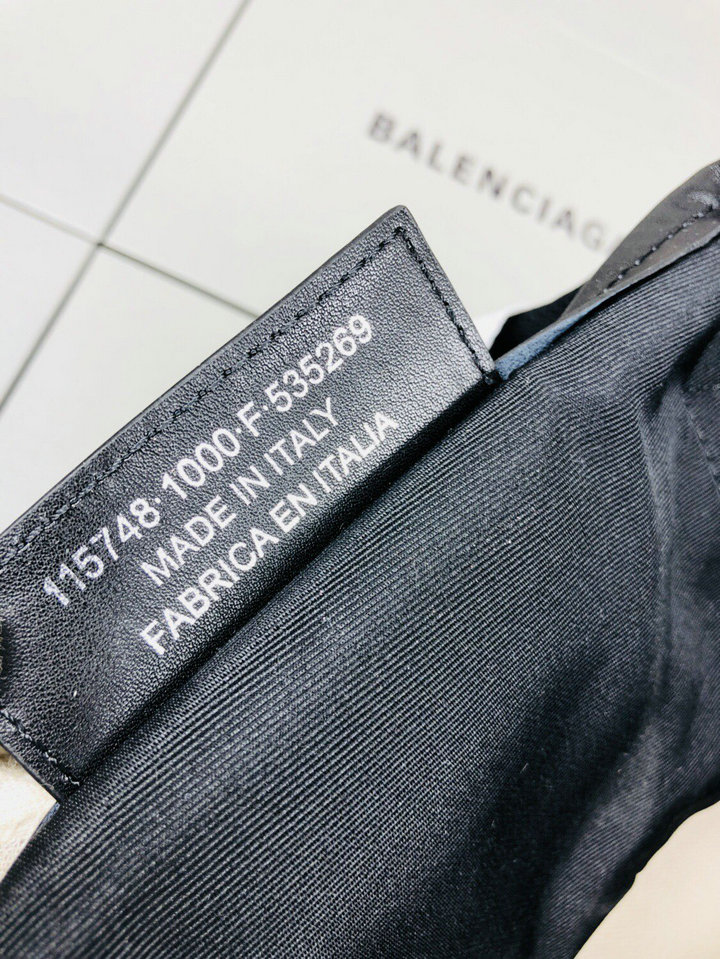 BALENCIAGA
115748·1000·F·535269
MADE IN ITALY
FABRICA EN ITALIA